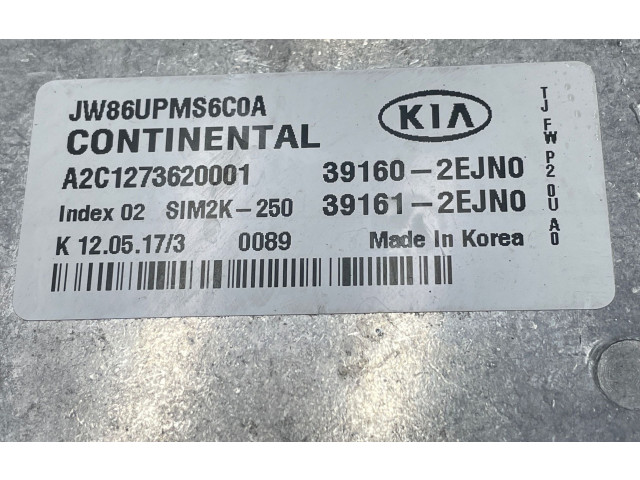 JW86UPMS6C0A
KIA
CONTINENTAL
A2C1273620001 39160-2EJN0
Index 02 SIM2K-250 39161-2EJN0
K 12.05.17/3 0089 Made In Korea
TJ FW P2 0U A0